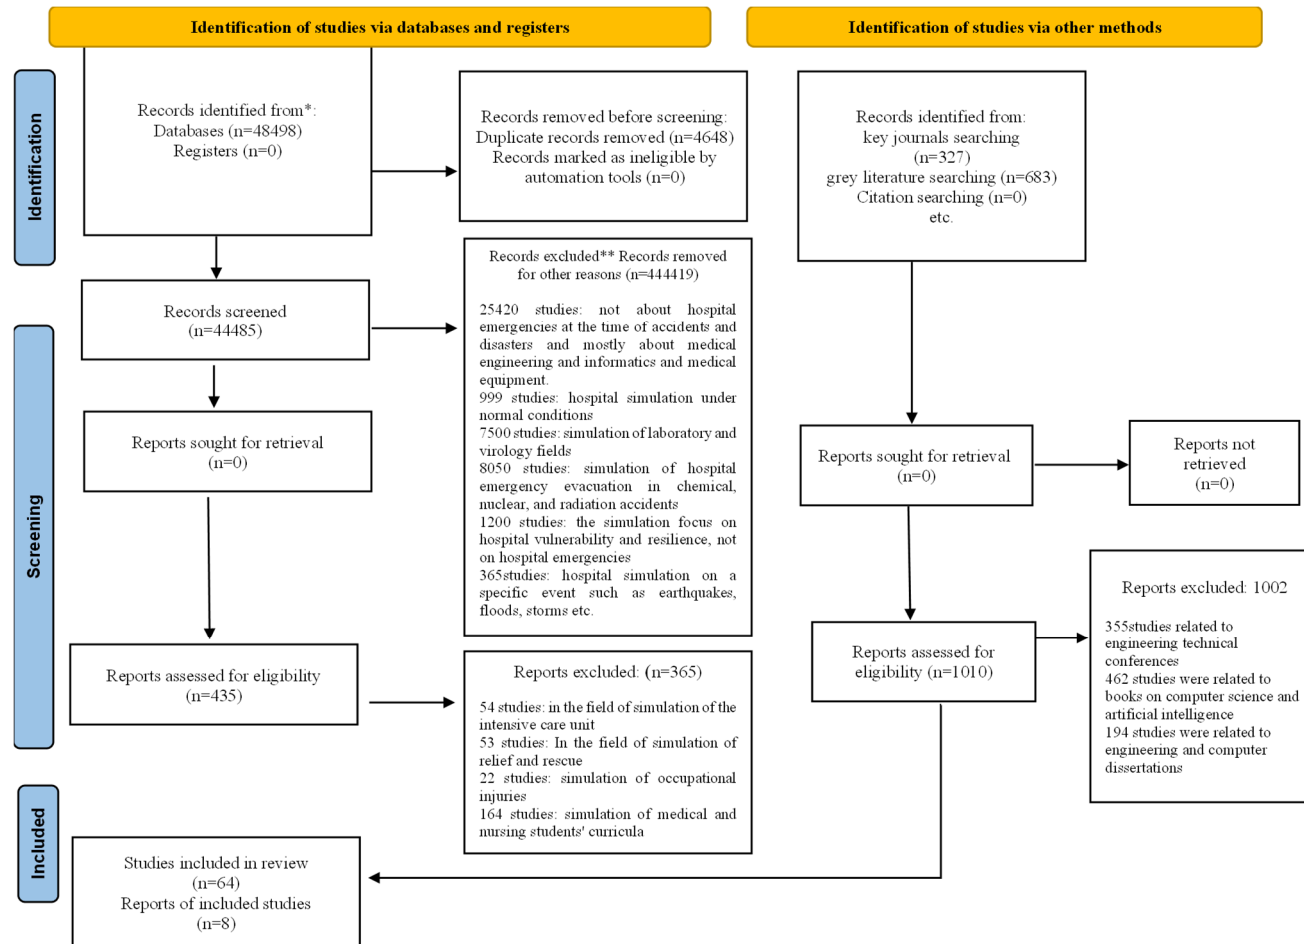 Identification of studies via databases and registers
Identification of studies via other methods
Identification
Records identified from*:
Databases (n=48498)
Registers (n=0)
Records removed before screening:
Duplicate records removed (n=4648)
Records marked as ineligible by
automation tools (n=0)
Records identified from:
key journals searching
(n=327)
grey literature searching (n=683)
Citation searching (n=0)
etc.
Screening
Records screened
(n=44485)
Records excluded** Records removed
for other reasons (n=444419)
25420 studies: not about hospital
emergencies at the time of accidents and
disasters and mostly about medical
engineering and informatics and medical
equipment.
999 studies: hospital simulation under
normal conditions
7500 studies: simulation of laboratory and
virology fields
8050 studies: simulation of hospital
emergency evacuation in chemical,
nuclear, and radiation accidents
1200 studies: the simulation focus on
hospital vulnerability and resilience, not
on hospital emergencies
365studies: hospital simulation on a
specific event such as earthquakes,
floods, storms etc.
Reports sought for retrieval
(n=0)
Reports sought for retrieval
(n=0)
Reports not
retrieved
(n=0)
Reports assessed for eligibility
(n=435)
Reports excluded: (n=365)
54 studies: in the field of simulation of the
intensive care unit
53 studies: In the field of simulation of
relief and rescue
22 studies: simulation of occupational
injuries
164 studies: simulation of medical and
nursing students' curricula
Reports assessed for
eligibility (n=1010)
Reports excluded: 1002
355studies related to
engineering technical
conferences
462 studies were related to
books on computer science and
artificial intelligence
194 studies were related to
engineering and computer
dissertations
Included
Studies included in review
(n=64)
Reports of included studies
(n=8)